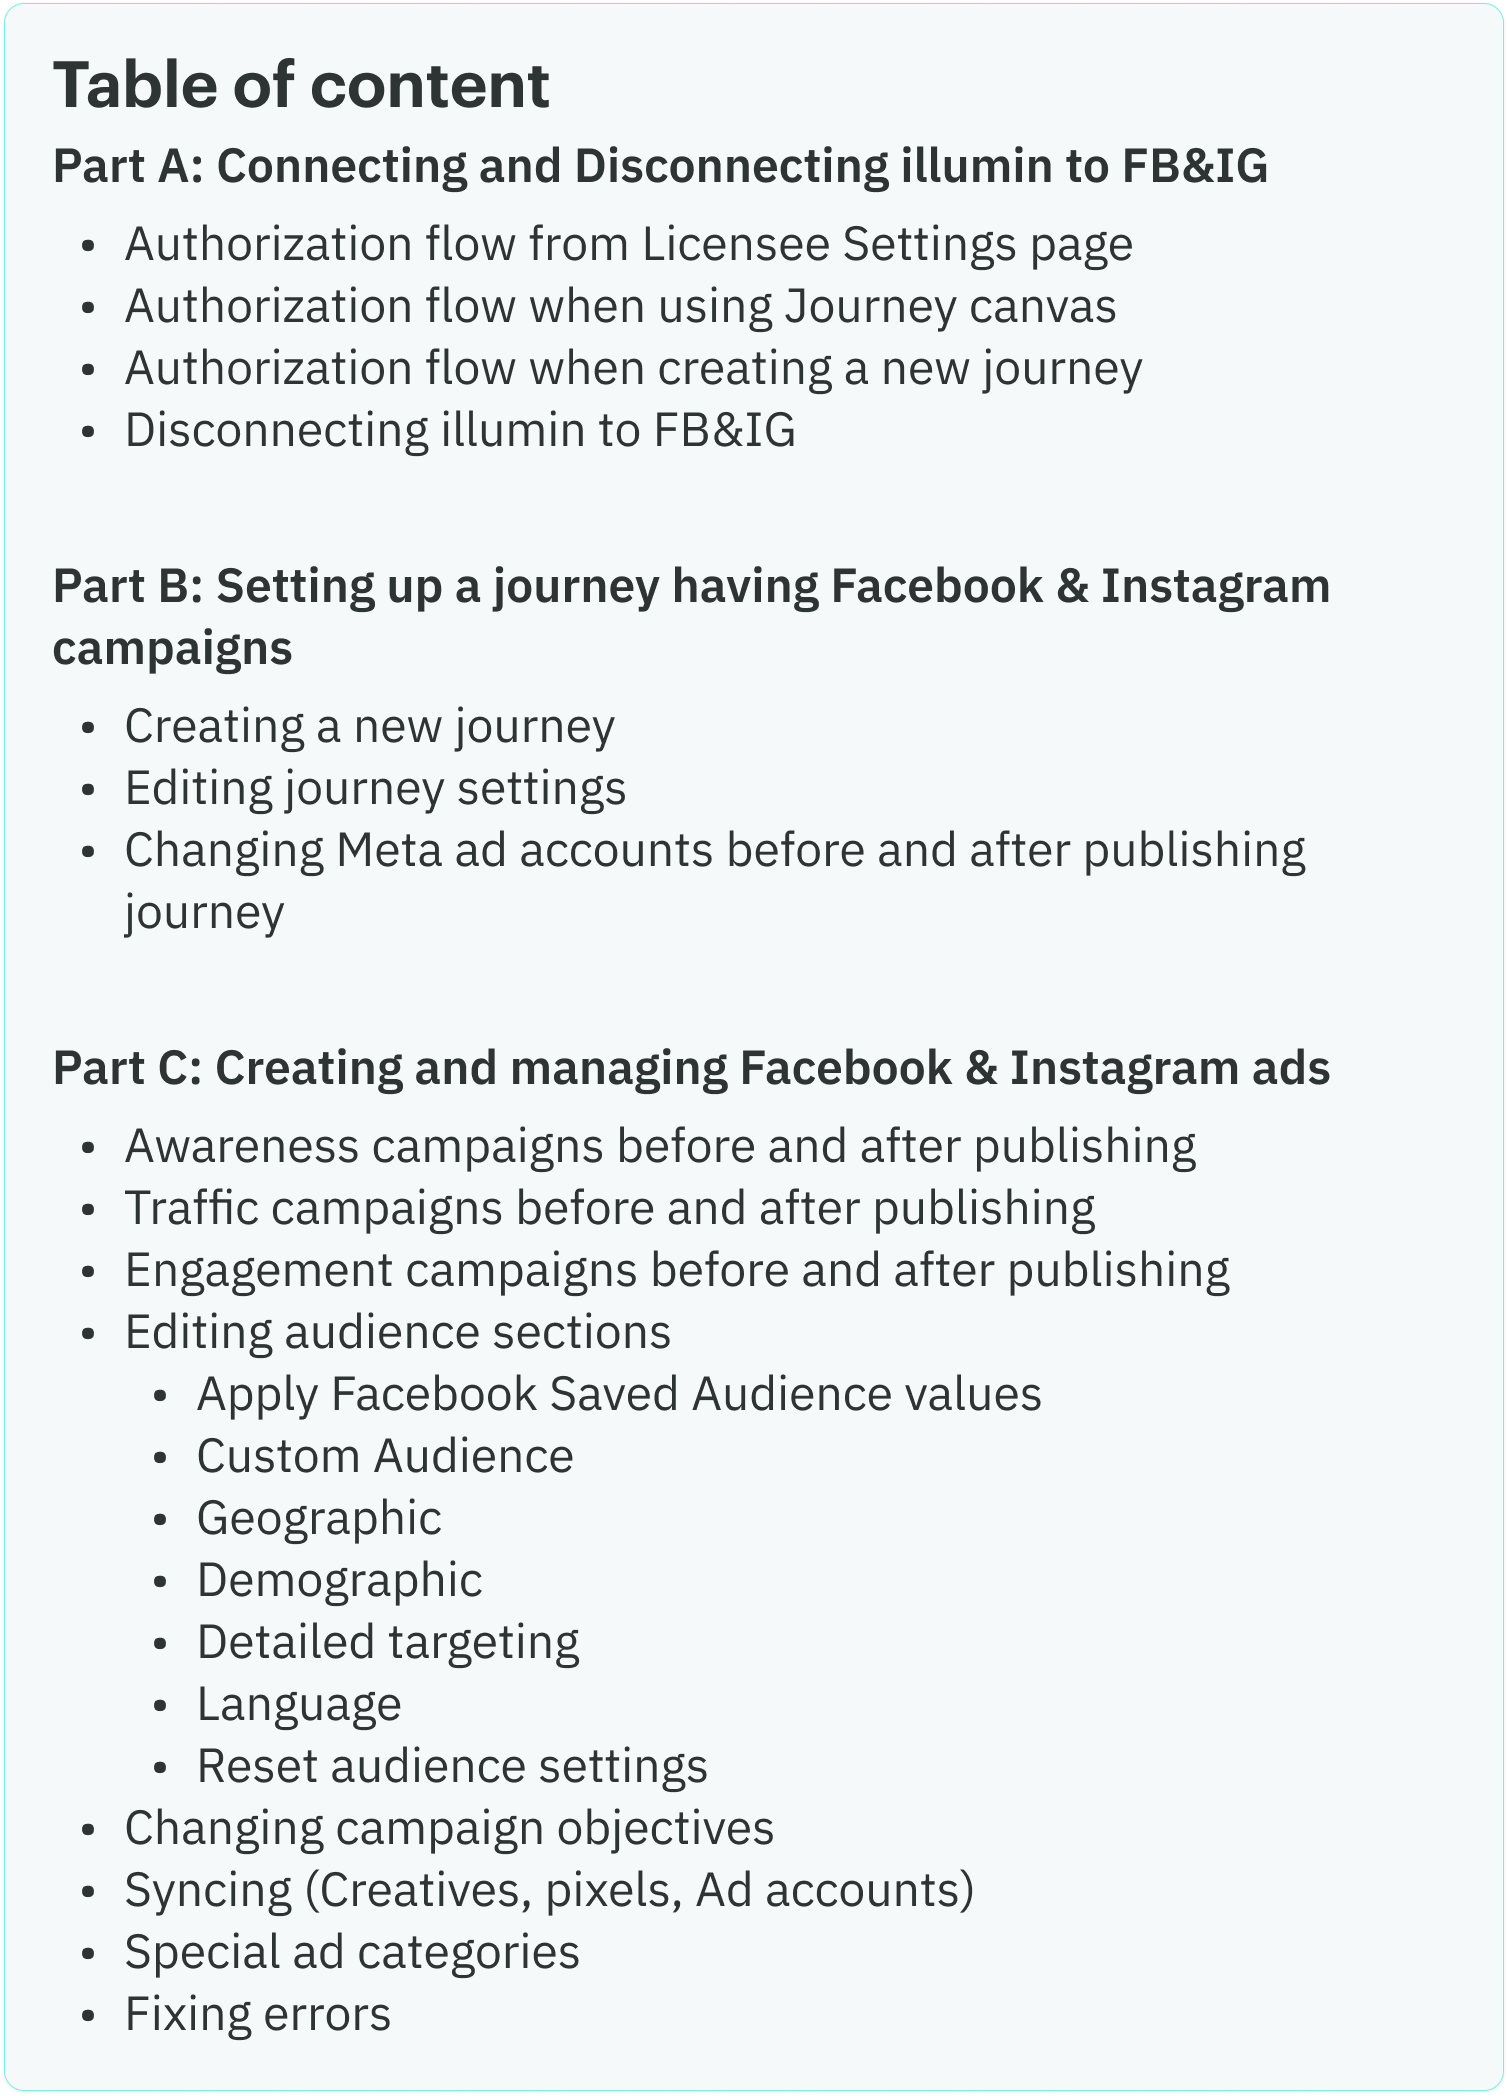 Table of content
Part A: Connecting and Disconnecting illumin to FB&IG
• Authorization flow from Licensee Settings page
• Authorization flow when using Journey canvas
• Authorization flow when creating a new journey
• Disconnecting illumin to FB&IG
Part B: Setting up a journey having Facebook & Instagram
campaigns
• Creating a new journey
• Editing journey settings
• Changing Meta ad accounts before and after publishing
journey
Part C: Creating and managing Facebook & Instagram ads
• Awareness campaigns before and after publishing
• Traffic campaigns before and after publishing
• Engagement campaigns before and after publishing
• Editing audience sections
• Apply Facebook Saved Audience values
• Custom Audience
• Geographic
• Demographic
• Detailed targeting
• Language
• Reset audience settings
• Changing campaign objectives
• Syncing (Creatives, pixels, Ad accounts)
• Special ad categories
• Fixing errors